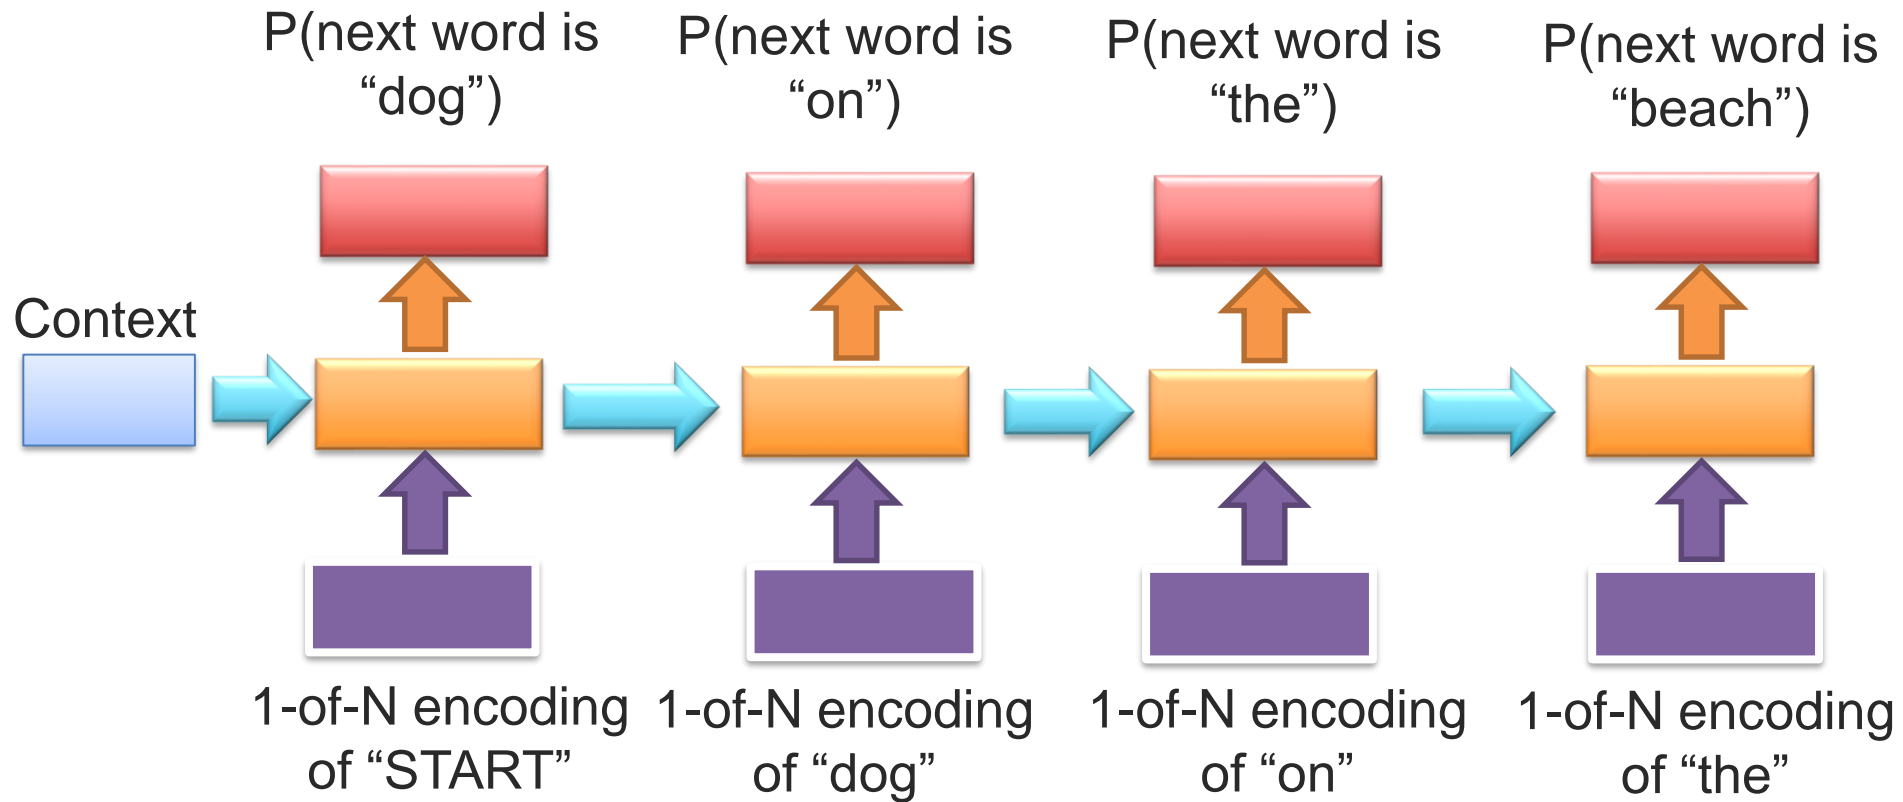 P(next word is
“dog”)
P(next word is
“on”)
P(next word is
“the”)
P(next word is
“beach”)
Context
1-of-N encoding
of “START”
1-of-N encoding
of “dog”
1-of-N encoding
of “on”
1-of-N encoding
of “the”